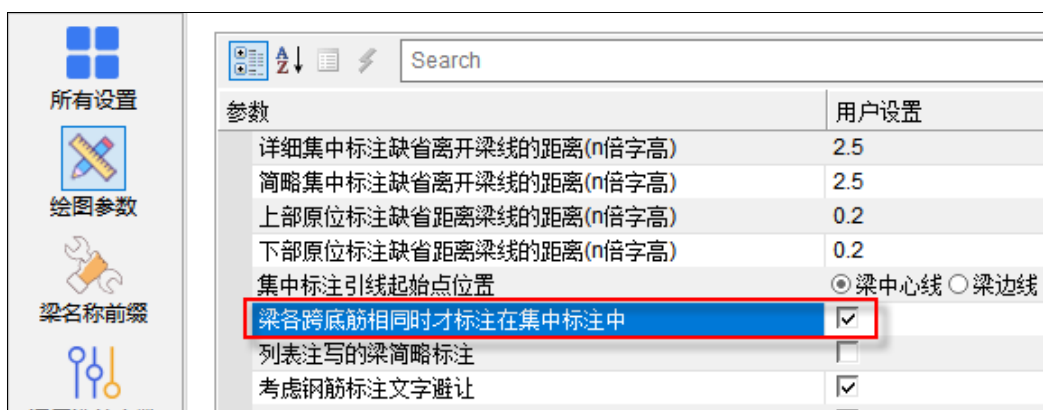 所有设置
绘图参数
梁名称前缀
Search
参数 用户设置
详细集中标注缺省离开梁线的距离(n倍字高) 2.5
简略集中标注缺省离开梁线的距离(n倍字高) 2.5
上部原位标注缺省距离梁线的距离(n倍字高) 0.2
下部原位标注缺省距离梁线的距离(n倍字高) 0.2
集中标注引线起始点位置 梁中心线 梁边线
梁各跨底筋相同时才标注在集中标注中
列表注写的梁简略标注
考虑钢筋标注文字避让